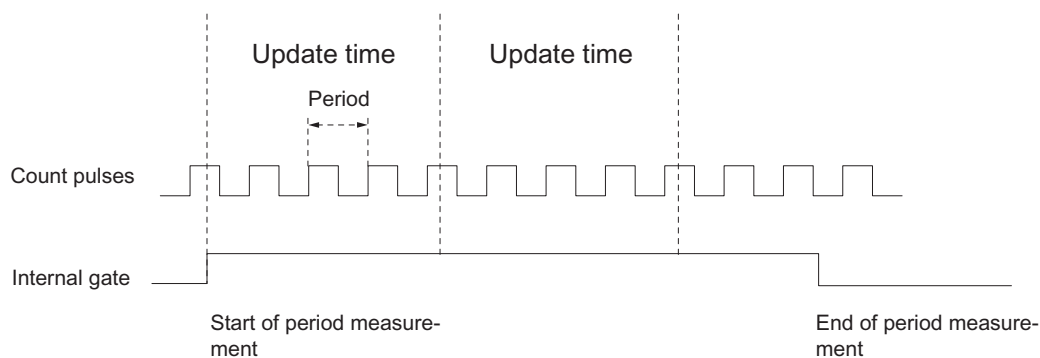 Update time
Update time
Period
Count pulses
Internal gate
Start of period measure-
ment
End of period measure-
ment